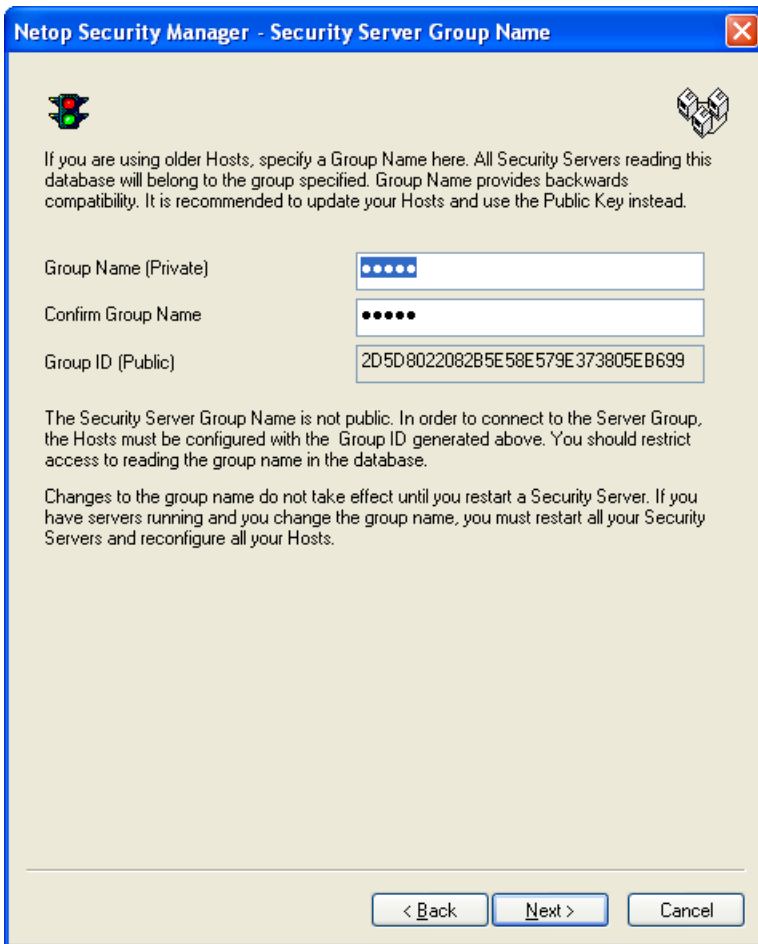 Netop Security Manager - Security Server Group Name
If you are using older Hosts, specify a Group Name here. All Security Servers reading this
database will belong to the group specified. Group Name provides backwards
compatibility. It is recommended to update your Hosts and use the Public Key instead.
Group Name (Private)
●●●●●
Confirm Group Name
●●●●●
Group ID (Public)
2D5D8022082B5E58E579E373805EB699
The Security Server Group Name is not public. In order to connect to the Server Group,
the Hosts must be configured with the Group ID generated above. You should restrict
access to reading the group name in the database.
Changes to the group name do not take effect until you restart a Security Server. If you
have servers running and you change the group name, you must restart all your Security
Servers and reconfigure all your Hosts.
< Back
Next >
Cancel